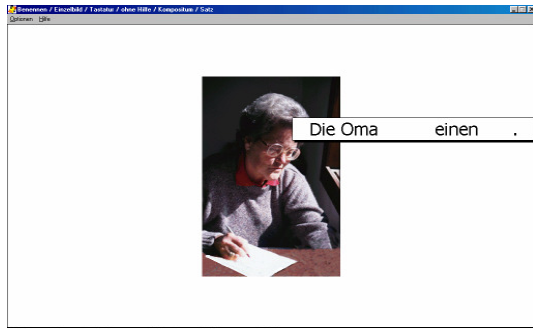 Benennen / Einzelbild / Tastatur / ohne Hilfe / Kompositum / Satz
Optionen Hilfe
Die Oma einen .